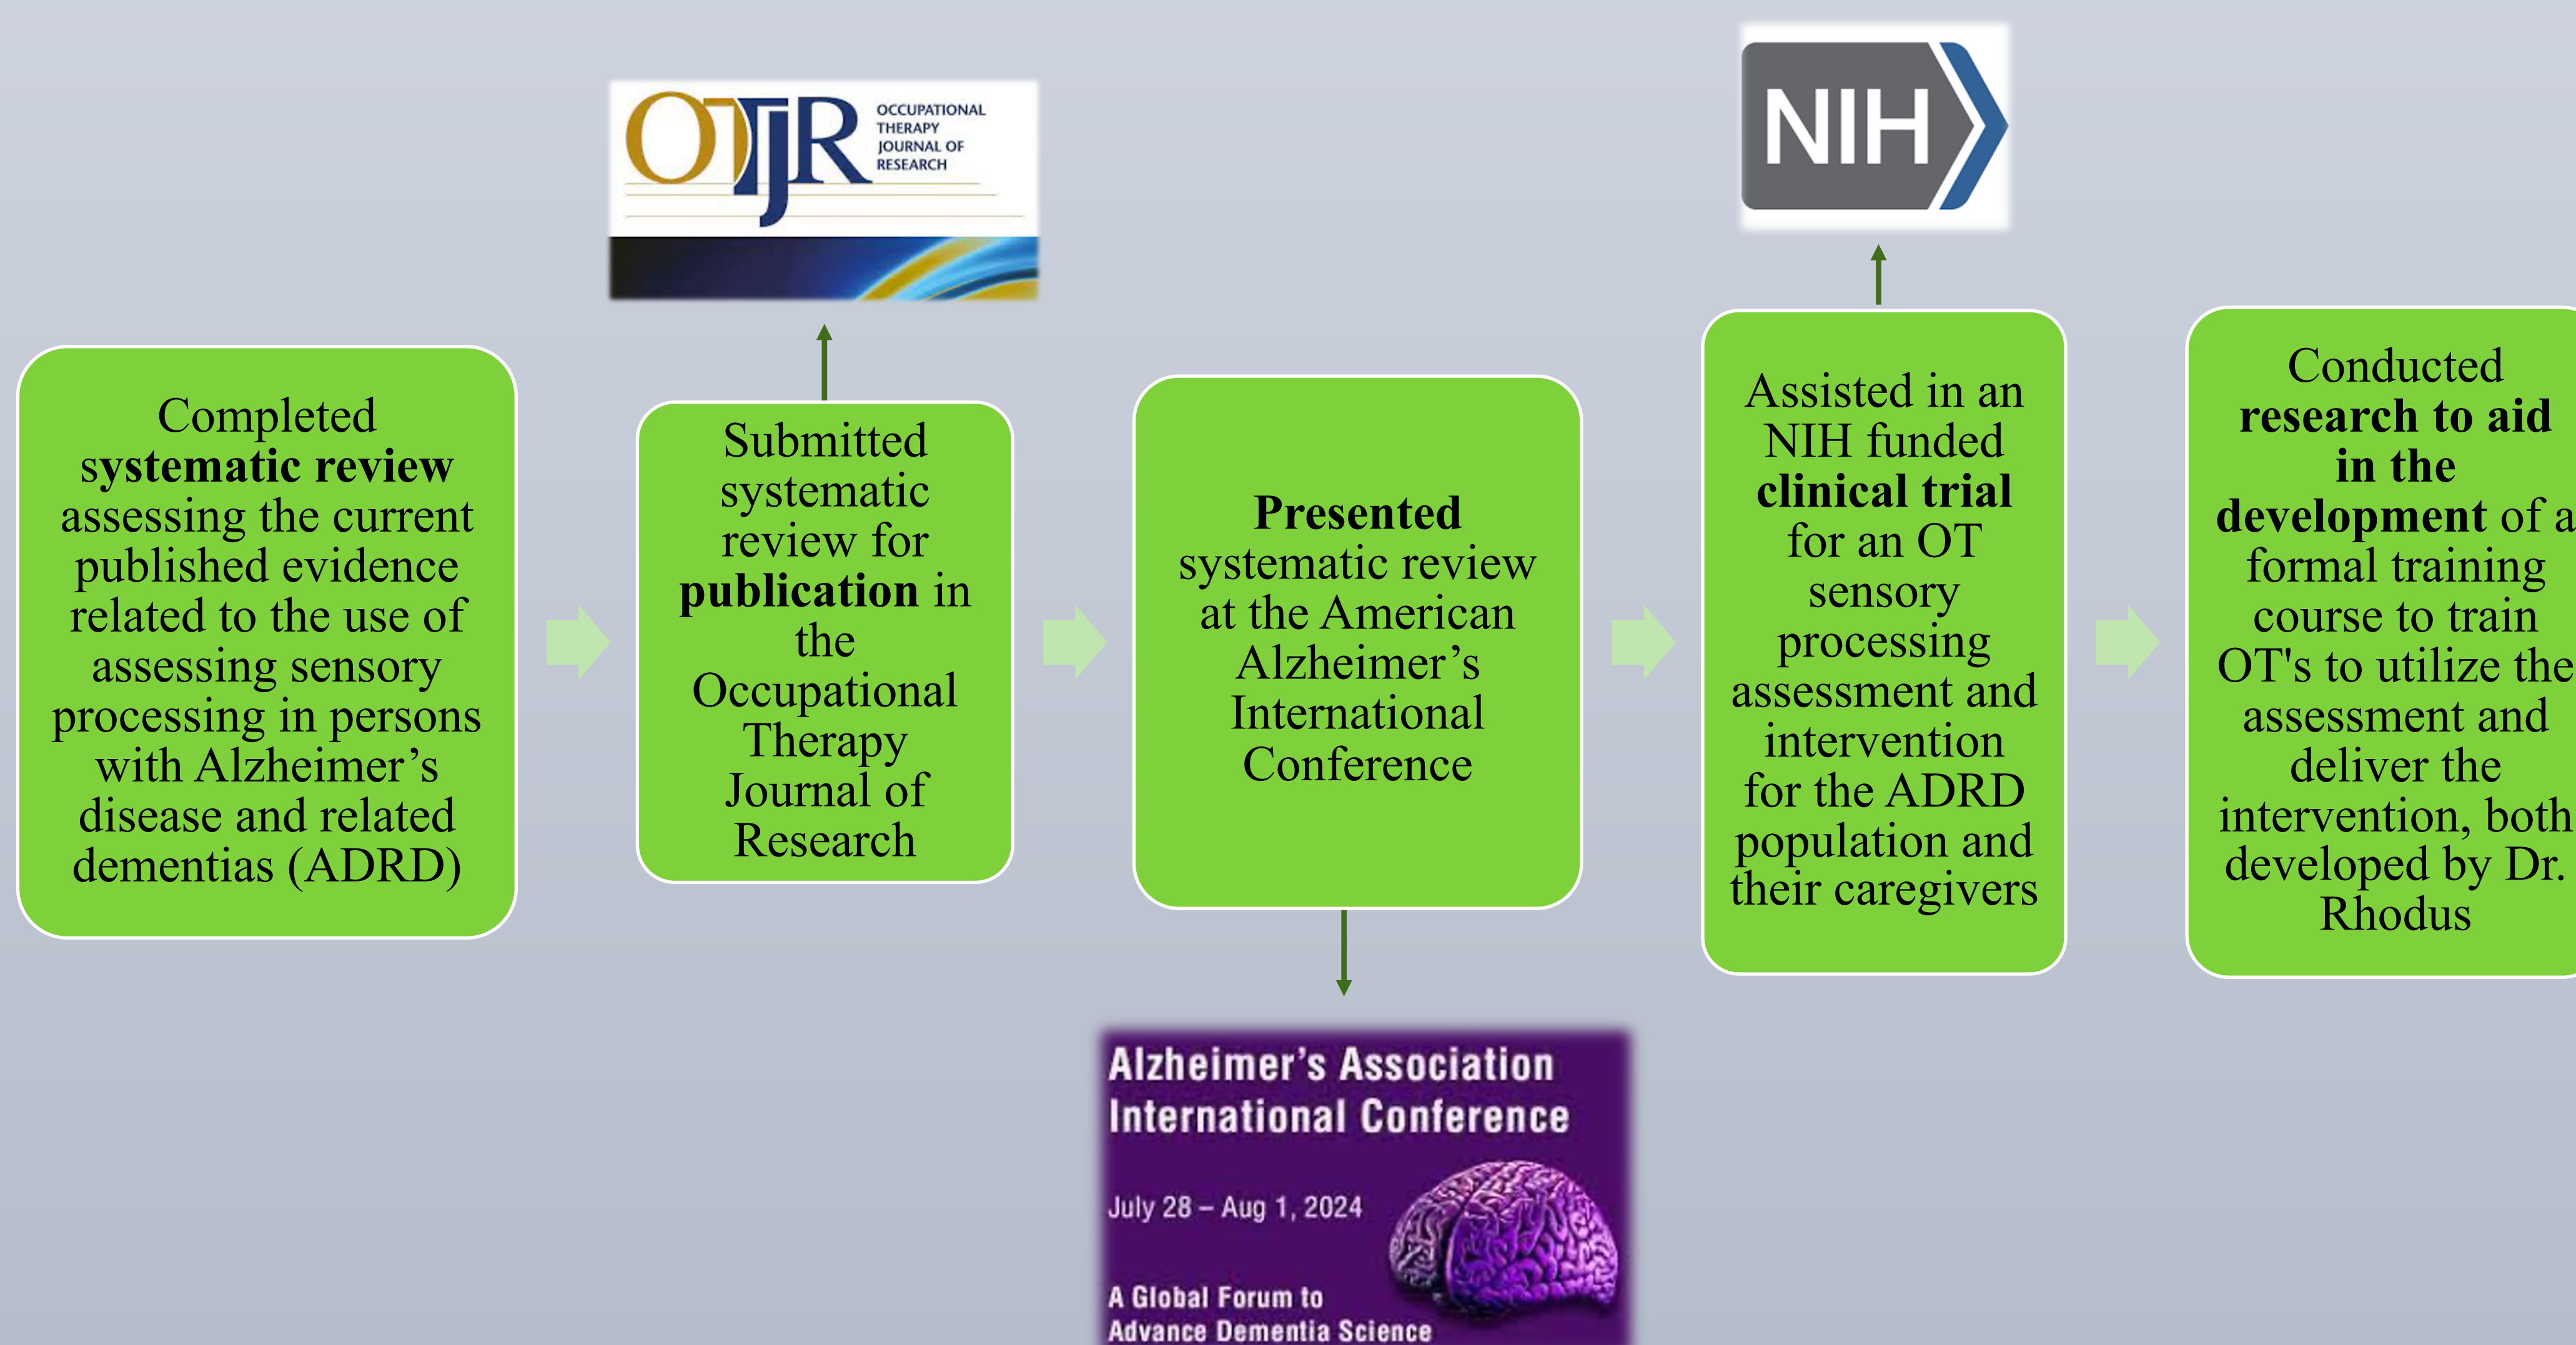 OTJR
OCCUPATIONAL
THERAPY
JOURNAL OF
RESEARCH
NIH
Completed
systematic review
assessing the current
published evidence
related to the use of
assessing sensory
processing in persons
with Alzheimer’s
disease and related
dementias (ADRD)
Submitted
systematic
review for
publication in
the
Occupational
Therapy
Journal of
Research
Presented
systematic review
at the American
Alzheimer’s
International
Conference
Assisted in an
NIH funded
clinical trial
for an OT
sensory
processing
assessment and
intervention
for the ADRD
population and
their caregivers
Conducted
research to aid
in the
development of a
formal training
course to train
OT's to utilize the
assessment and
deliver the
intervention, both
developed by Dr.
Rhodus
Alzheimer’s Association
International Conference
July 28 – Aug 1, 2024
A Global Forum to
Advance Dementia Science